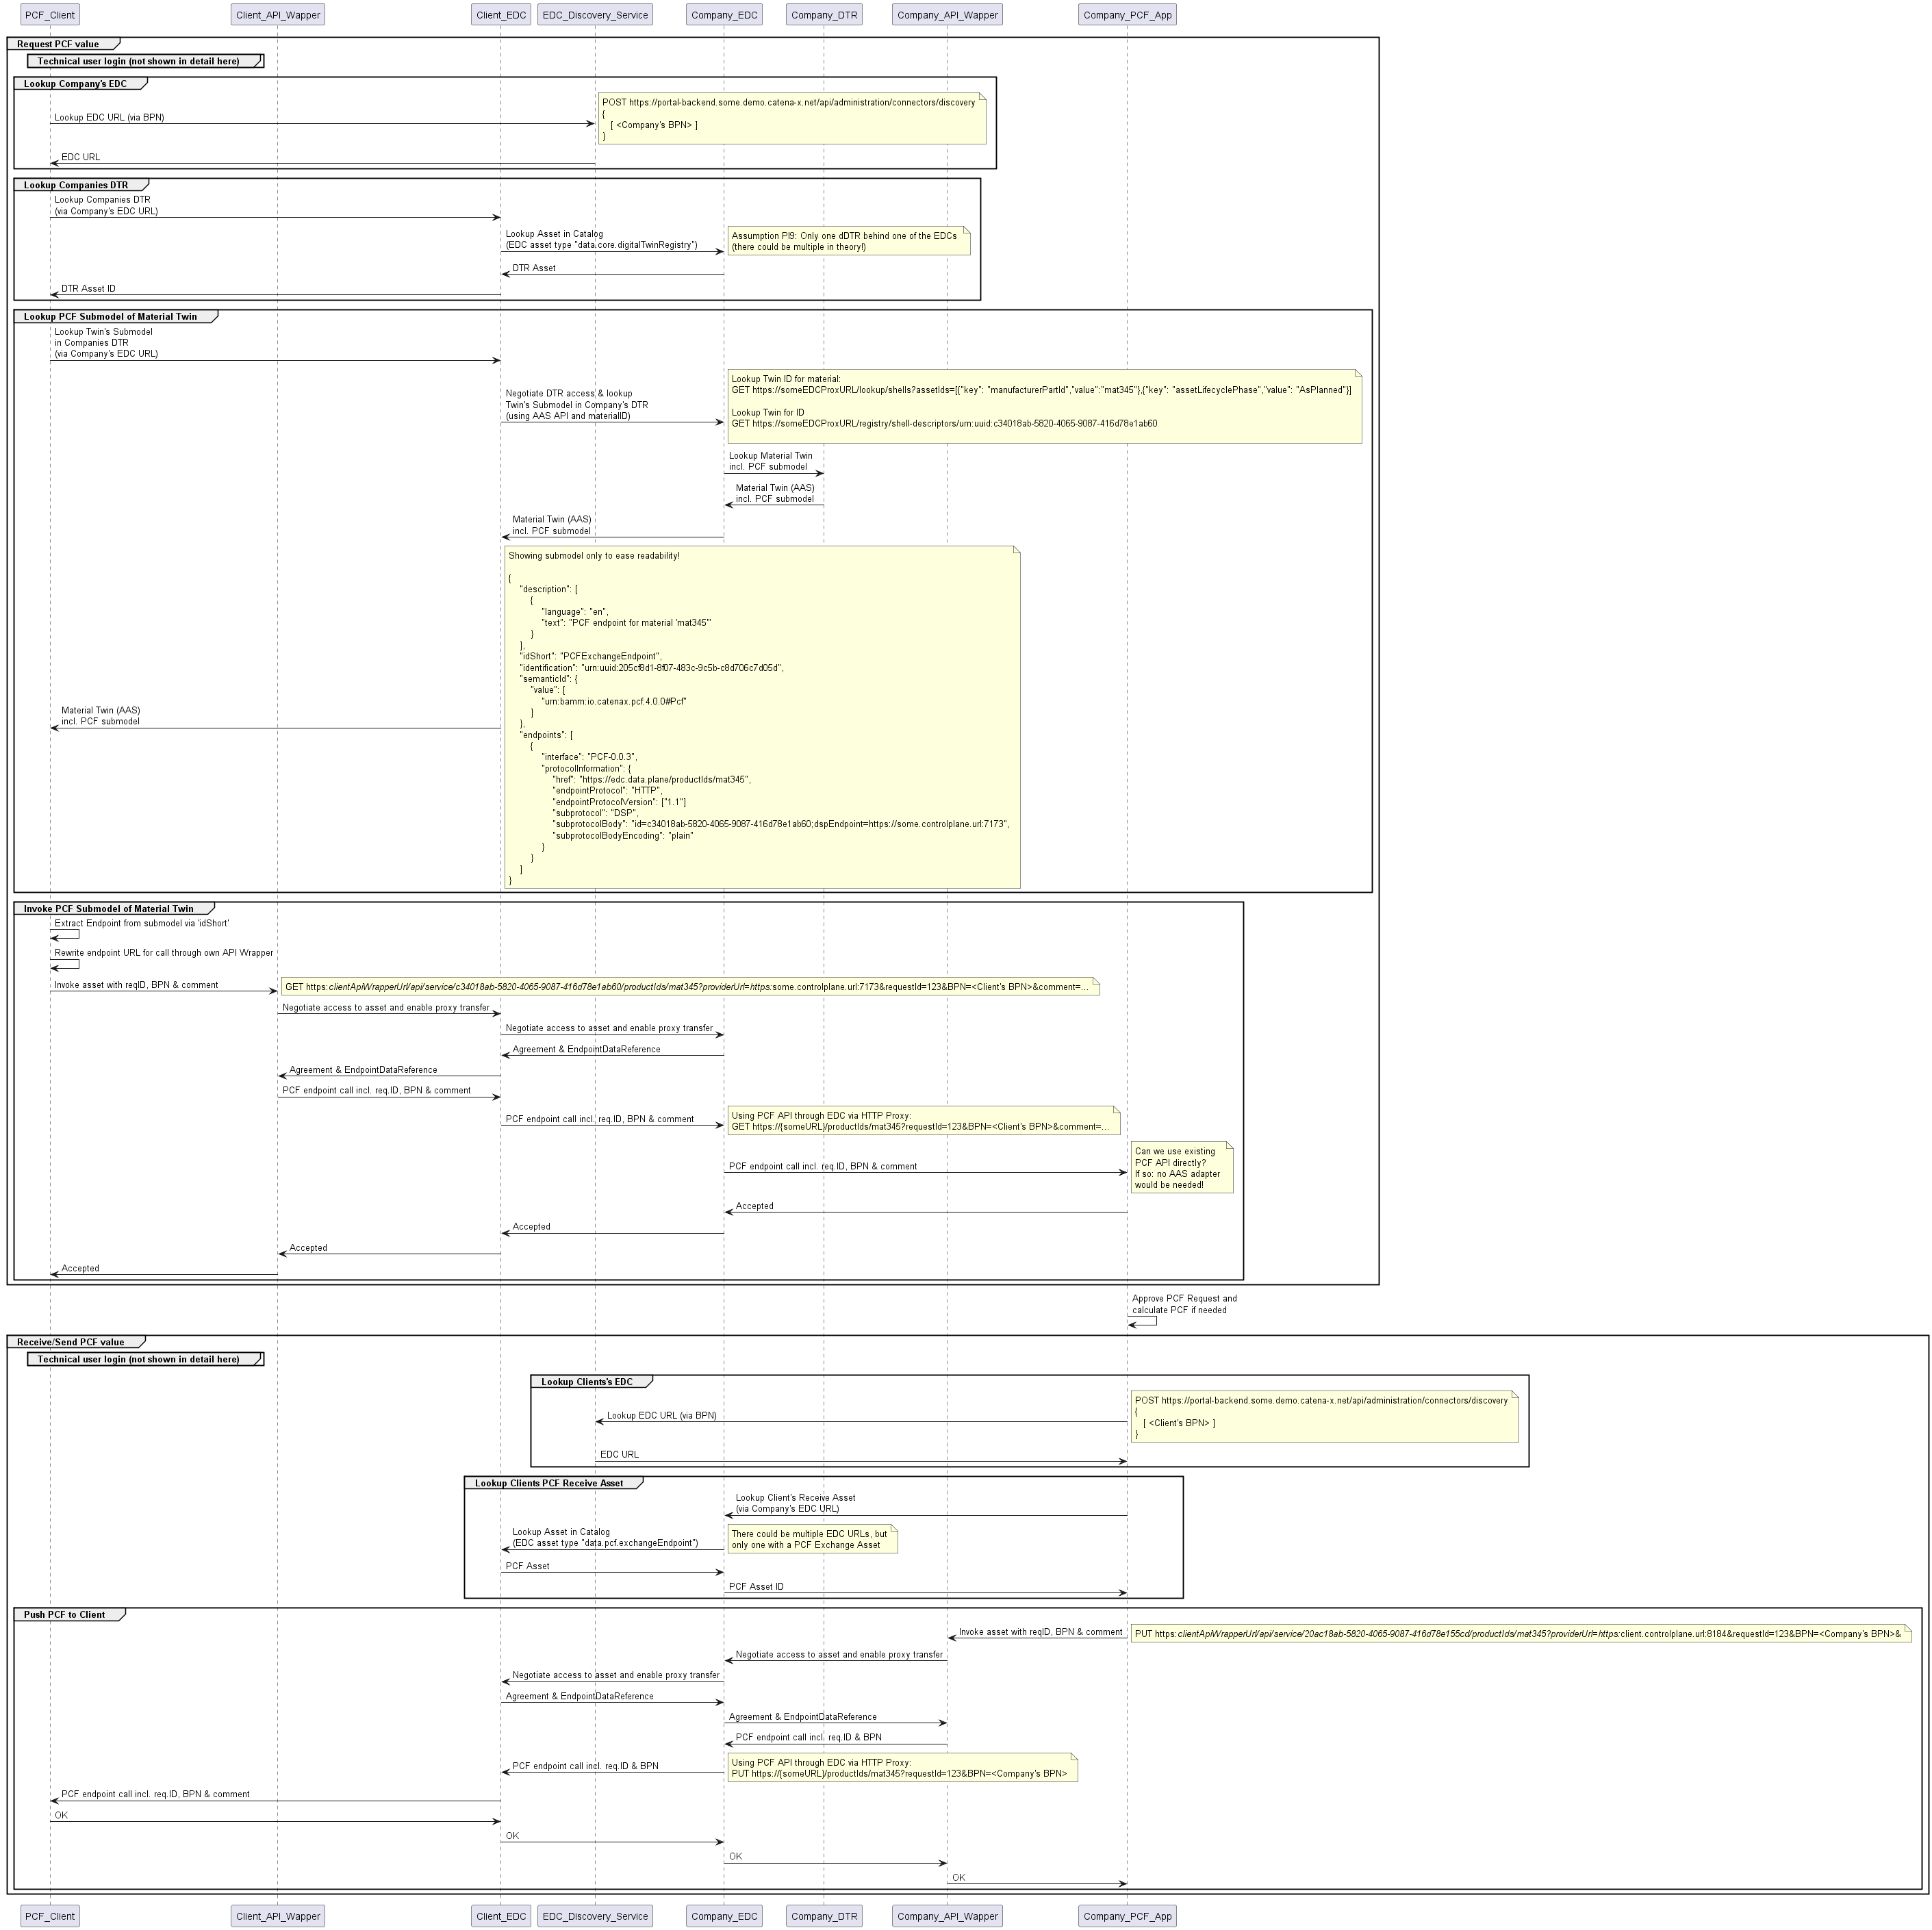 PCF_Client
Client_API_Wapper
Client_EDC
EDC_Discovery_Service
Company_EDC
Company_DTR
Company_API_Wapper
Company_PCF_App
Request PCF value
Technical user login (not shown in detail here)
Lookup Company's EDC
POST https://portal-backend.some.demo.catena-x.net/api/administration/connectors/discovery
{
[ <Company's BPN> ]
}
Lookup EDC URL (via BPN)
EDC URL
Lookup Companies DTR
Lookup Companies DTR
(via Company's EDC URL)
Lookup Asset in Catalog
(EDC asset type "data.core.digitalTwinRegistry")
Assumption PI9: Only one dDTR behind one of the EDCs
(there could be multiple in theory!)
DTR Asset
DTR Asset ID
Lookup PCF Submodel of Material Twin
Lookup Twin's Submodel
in Companies DTR
(via Company's EDC URL)
Negotiate DTR access & lookup
Twin's Submodel in Company's DTR
(using AAS API and materialID)
Lookup Twin ID for material:
GET https://someEDCProxURL/lookup/shells?assetIds=[{"key": "manufacturerPartId","value":"mat345"},{"key": "assetLifecyclePhase","value": "AsPlanned"}]
Lookup Twin for ID
GET https://someEDCProxURL/registry/shell-descriptors/urn:uuid:c34018ab-5820-4065-9087-416d78e1ab60
Lookup Material Twin
incl. PCF submodel
Material Twin (AAS)
incl. PCF submodel
Material Twin (AAS)
incl. PCF submodel
Showing submodel only to ease readability!
{
"description": [
{
"language": "en",
"text": "PCF endpoint for material 'mat345'"
}
],
"idShort": "PCFExchangeEndpoint",
"identification": "urn:uuid:205cf8d1-8f07-483c-9c5b-c8d706c7d05d",
"semanticId": {
"value": [
"urn:bamm:io.catenax.pcf:4.0.0#Pcf"
]
},
"endpoints": [
{
"interface": "PCF-0.0.3",
"protocolInformation": {
"href": "https://edc.data.plane/productIds/mat345",
"endpointProtocol": "HTTP",
"endpointProtocolVersion": ["1.1"]
"subprotocol": "DSP",
"subprotocolBody": "id=c34018ab-5820-4065-9087-416d78e1ab60;dspEndpoint=https://some.controlplane.url:7173",
"subprotocolBodyEncoding": "plain"
}
}
]
}
Material Twin (AAS)
incl. PCF submodel
Invoke PCF Submodel of Material Twin
Extract Endpoint from submodel via 'idShort'
Rewrite endpoint URL for call through own API Wrapper
Invoke asset with reqID, BPN & comment
GET https:clientApiWrapperUrl/api/service/c34018ab-5820-4065-9087-416d78e1ab60/productIds/mat345?providerUrl=https:some.controlplane.url:7173&requestId=123&BPN=<Client's BPN>&comment=...
Negotiate access to asset and enable proxy transfer
Negotiate access to asset and enable proxy transfer
Agreement & EndpointDataReference
Agreement & EndpointDataReference
PCF endpoint call incl. req.ID, BPN & comment
PCF endpoint call incl. req.ID, BPN & comment
Using PCF API through EDC via HTTP Proxy:
GET https://{someURL}/productIds/mat345?requestId=123&BPN=<Client's BPN>&comment=...
PCF endpoint call incl. req.ID, BPN & comment
Can we use existing
PCF API directly?
If so: no AAS adapter
would be needed!
Accepted
Accepted
Accepted
Accepted
Approve PCF Request and
calculate PCF if needed
Receive/Send PCF value
Technical user login (not shown in detail here)
Lookup Clients's EDC
POST https://portal-backend.some.demo.catena-x.net/api/administration/connectors/discovery
{
[ <Client's BPN> ]
}
Lookup EDC URL (via BPN)
EDC URL
Lookup Clients PCF Receive Asset
Lookup Client's Receive Asset
(via Company's EDC URL)
Lookup Asset in Catalog
(EDC asset type "data.pcf.exchangeEndpoint")
There could be multiple EDC URLs, but
only one with a PCF Exchange Asset
PCF Asset
PCF Asset ID
Push PCF to Client
Invoke asset with reqID, BPN & comment
PUT https:clientApiWrapperUrl/api/service/20ac18ab-5820-4065-9087-416d78e155cd/productIds/mat345?providerUrl=https:client.controlplane.url:8184&requestId=123&BPN=<Company's BPN>&
Negotiate access to asset and enable proxy transfer
Negotiate access to asset and enable proxy transfer
Agreement & EndpointDataReference
Agreement & EndpointDataReference
PCF endpoint call incl. req.ID & BPN
PCF endpoint call incl. req.ID & BPN
Using PCF API through EDC via HTTP Proxy:
PUT https://{someURL}/productIds/mat345?requestId=123&BPN=<Company's BPN>
PCF endpoint call incl. req.ID, BPN & comment
OK
OK
OK
OK
PCF_Client
Client_API_Wapper
Client_EDC
EDC_Discovery_Service
Company_EDC
Company_DTR
Company_API_Wapper
Company_PCF_App